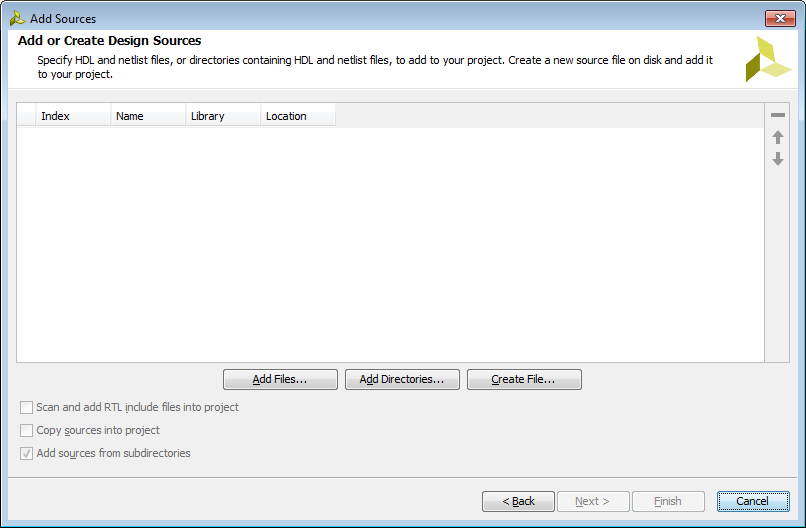 Add Sources
Add or Create Design Sources
Specify HDL and netlist files, or directories containing HDL and netlist files, to add to your project. Create a new source file on disk and add it
to your project.
Index Name Library Location
Add Files... Add Directories... Create File...
Scan and add RTL include files into project
Copy sources into project
Add sources from subdirectories
< Back Next > Finish Cancel